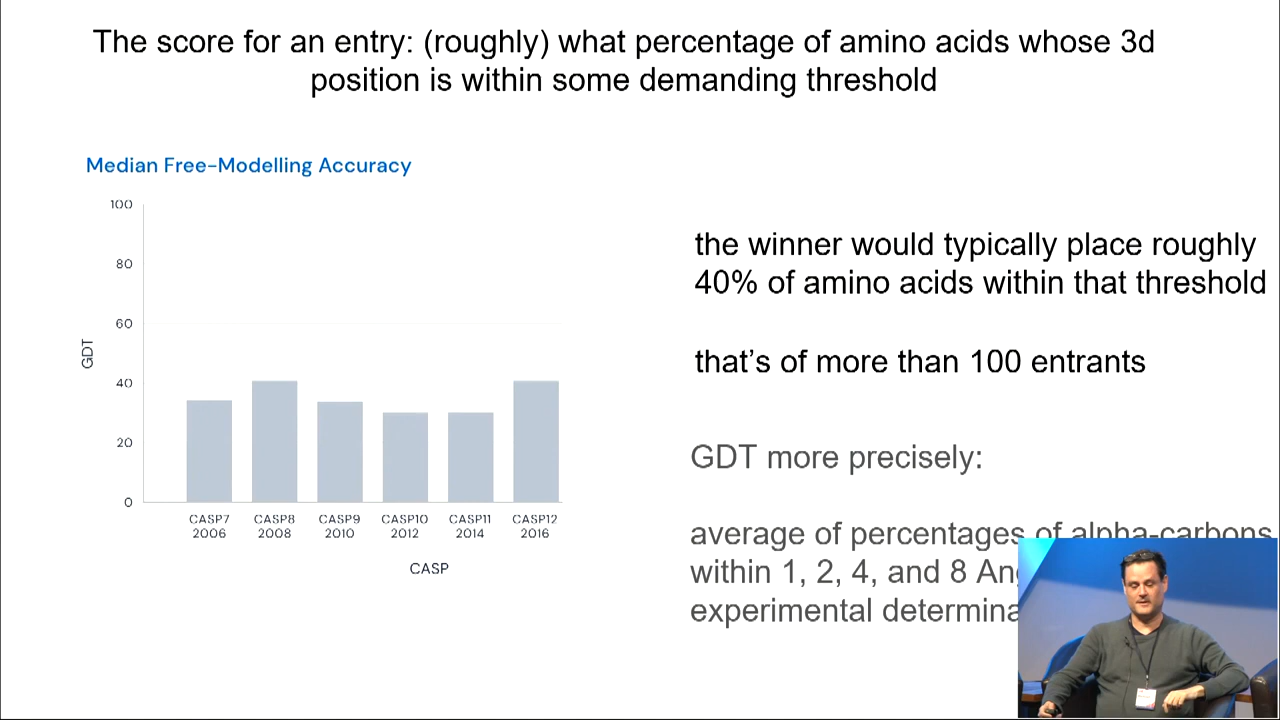 The score for an entry: (roughly) what percentage of amino acids whose 3d
position is within some demanding threshold
Median Free-Modelling Accuracy
100
80
60
40
20
0
GDT
CASP7
2006
CASP8
2008
CASP9
2010
CASP10
2012
CASP11
2014
CASP12
2016
CASP
the winner would typically place roughly
40% of amino acids within that threshold
that's of more than 100 entrants
GDT more precisely:
average of percentages of alpha-carbons
within 1, 2, 4, and 8
experimental